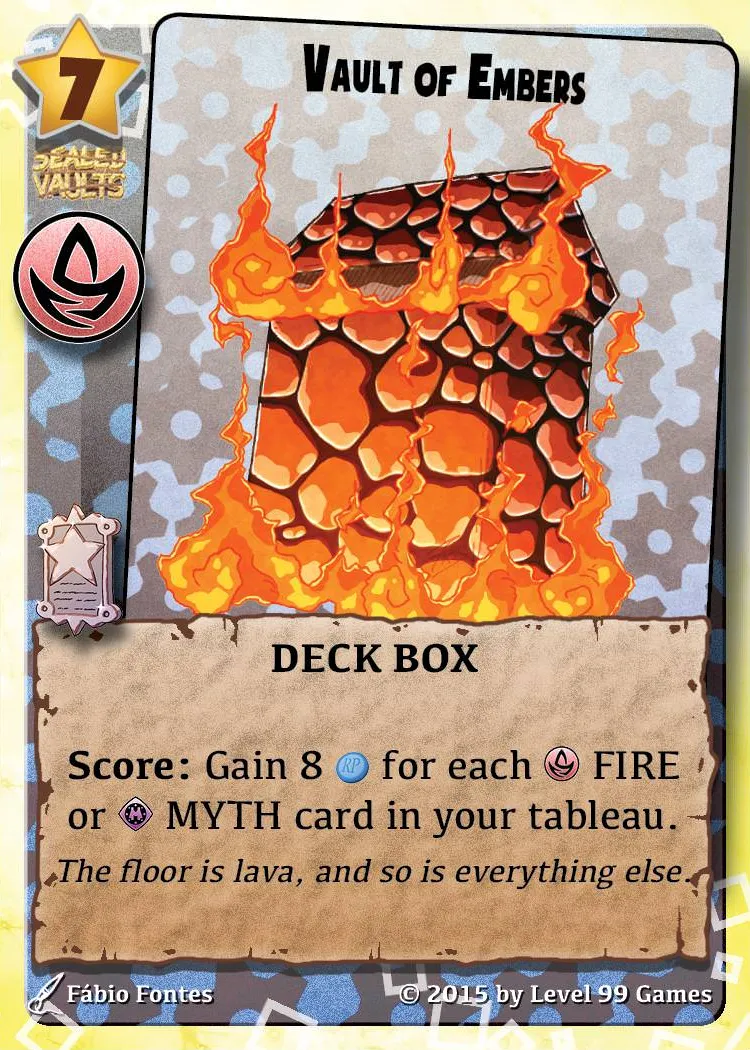 Vault of Embers
7
SEALED
VAULTS
DECK BOX
Score: Gain 8 RP for each FIRE
or M MYTH card in your tableau.
The floor is lava, and so is everything else.
Fábio Fontes
© 2015 by Level 99 Games